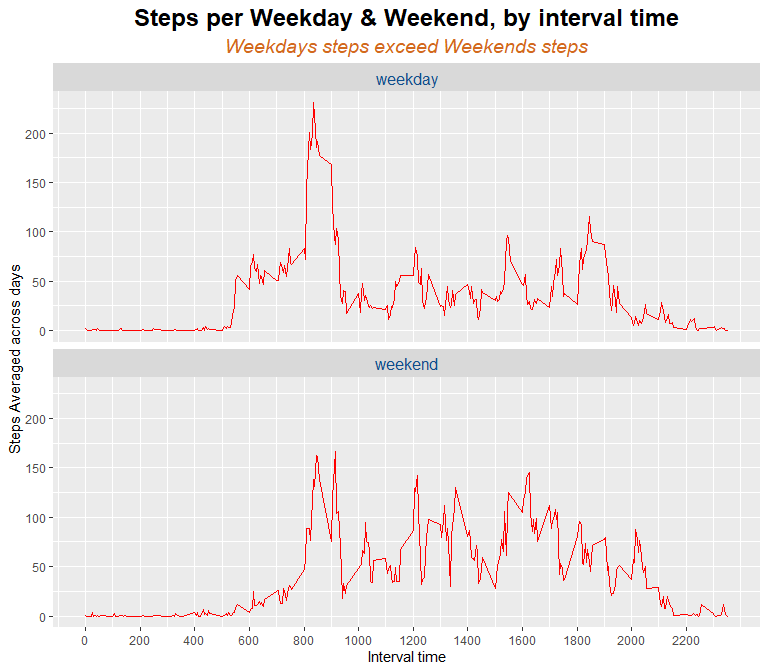 Steps per Weekday & Weekend, by interval time
Weekdays steps exceed Weekends steps
weekday
200
150
100
50
0
weekend
200
150
100
50
0
Steps Averaged across days
0 200 400 600 800 1000 1200 1400 1600 1800 2000 2200
Interval time